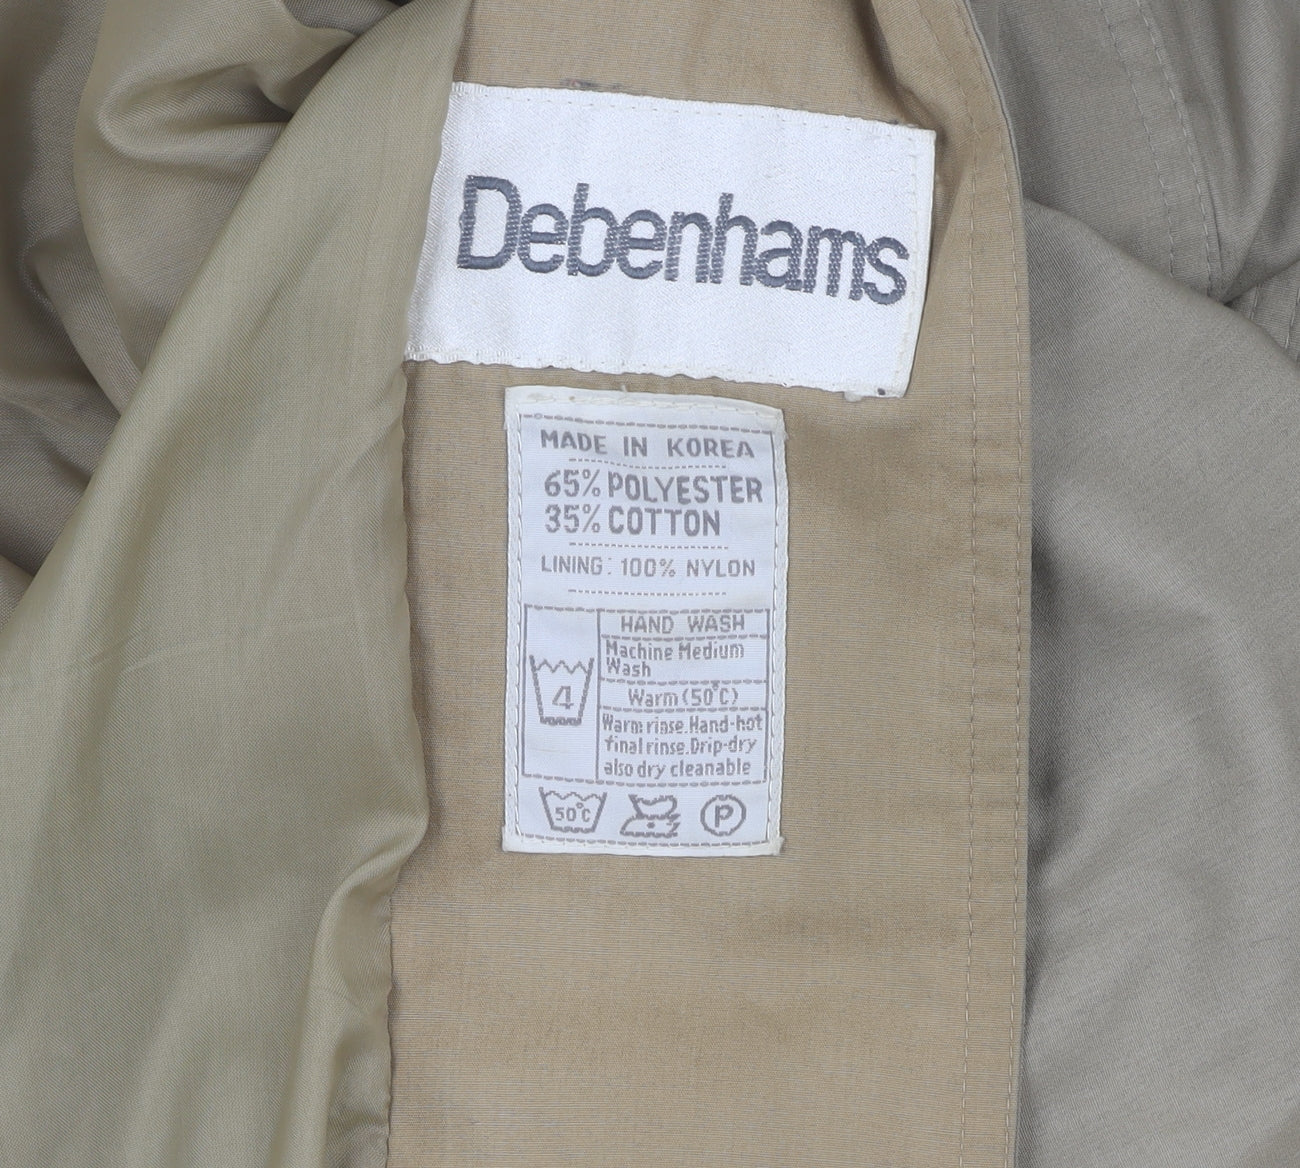 Debenhams
MADE IN KOREA
65% POLYESTER
35% COTTON
LINING: 100% NYLON
4
HAND WASH
Machine Medium
Wash
Warm (50°C)
Warm rinse.Hand-hot
final rinse.Drip-dry
also dry cleanable
50°C
P